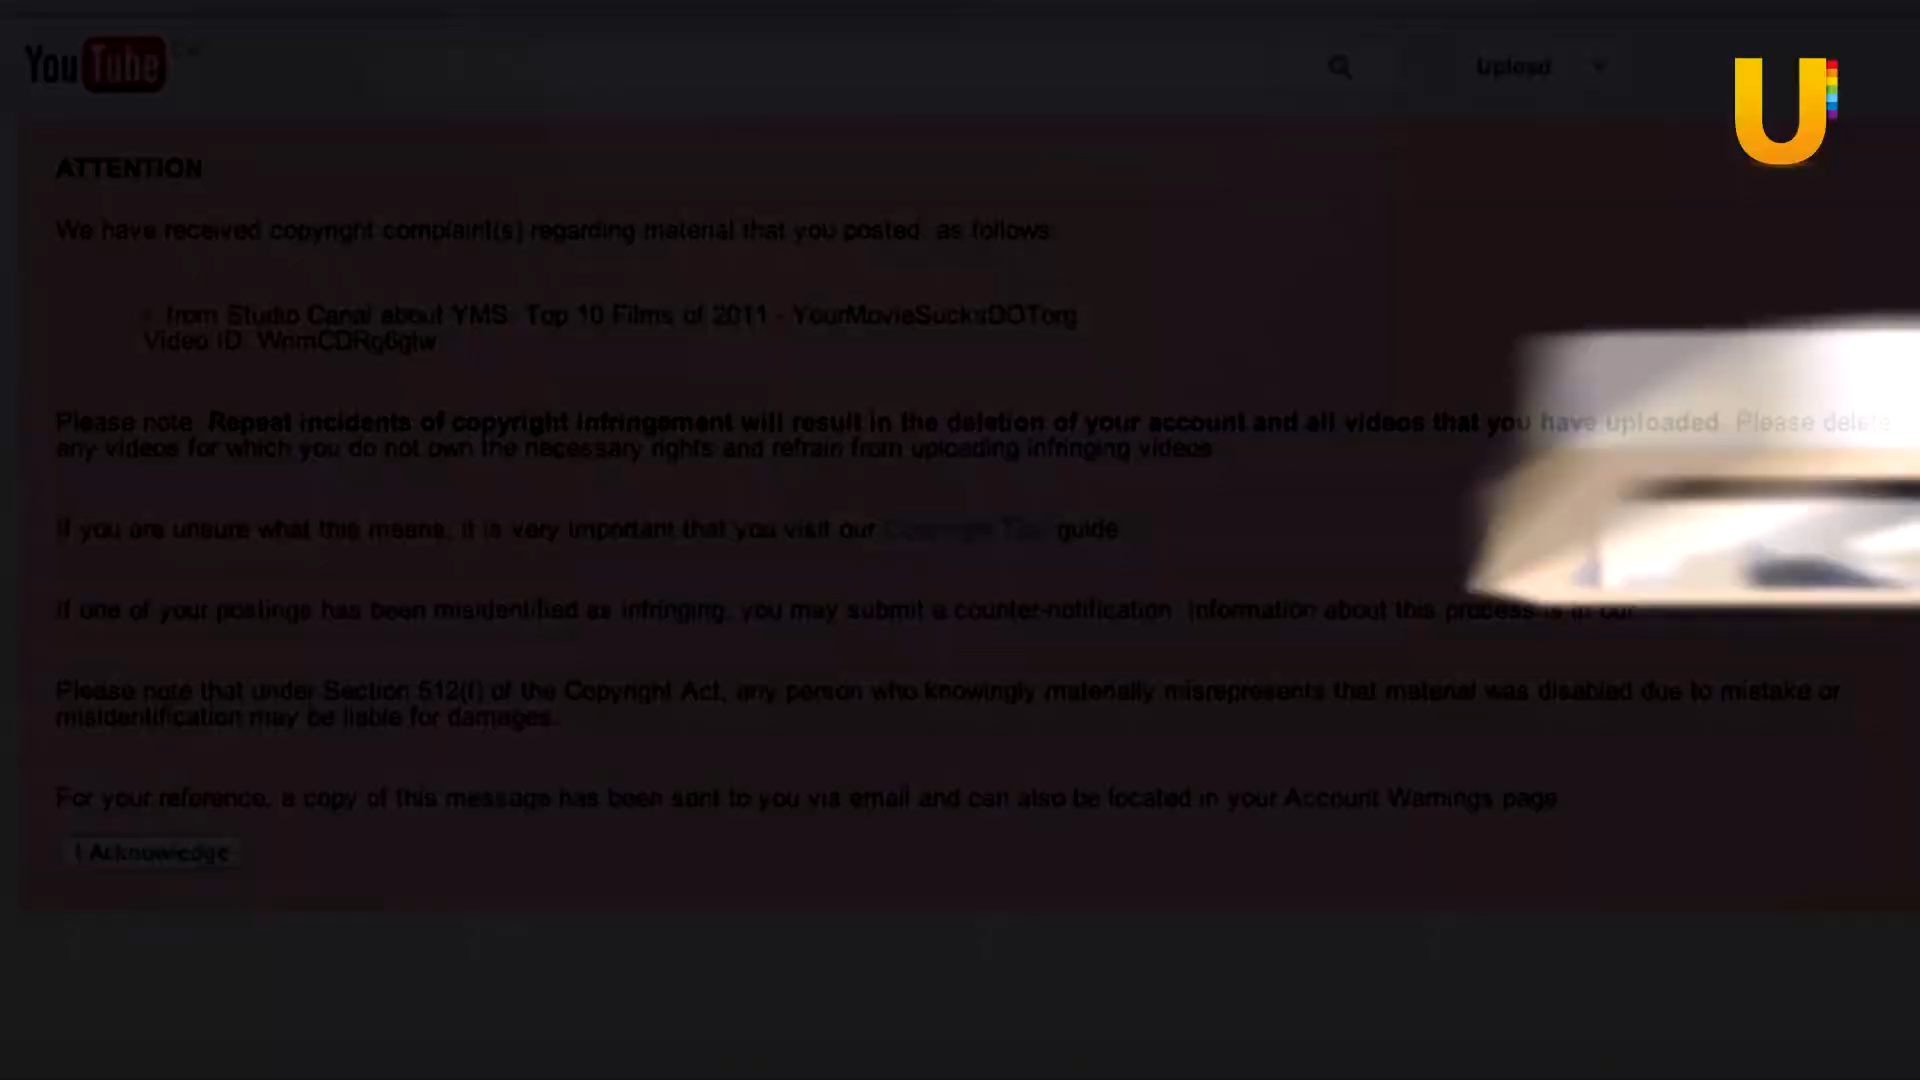 YouTube
Upload
U
ATTENTION
We have received copyright complaint(s) regarding material that you posted, as follows:
from Studio Canal about YMS: Top 10 Films of 2011 - YourMovieSucksDOTorg
Video ID:
Please note: Repeat incidents of copyright infringement will result in the deletion of your account and all videos that you have uploaded. Please delete
any videos for which you do not own the necessary rights and refrain from uploading infringing videos.
If you are unsure what this means, it is very important that you visit our Copyright Tips guide.
If one of your postings has been misidentified as infringing, you may submit a counter-notification. Information about this process is in our
Please note that under Section 512(f) of the Copyright Act, any person who knowingly materially misrepresents that material was disabled due to mistake or
misidentification may be liable for damages.
For your reference, a copy of this message has been sent to you via email and can also be located in your Account Warnings page.
I Acknowledge